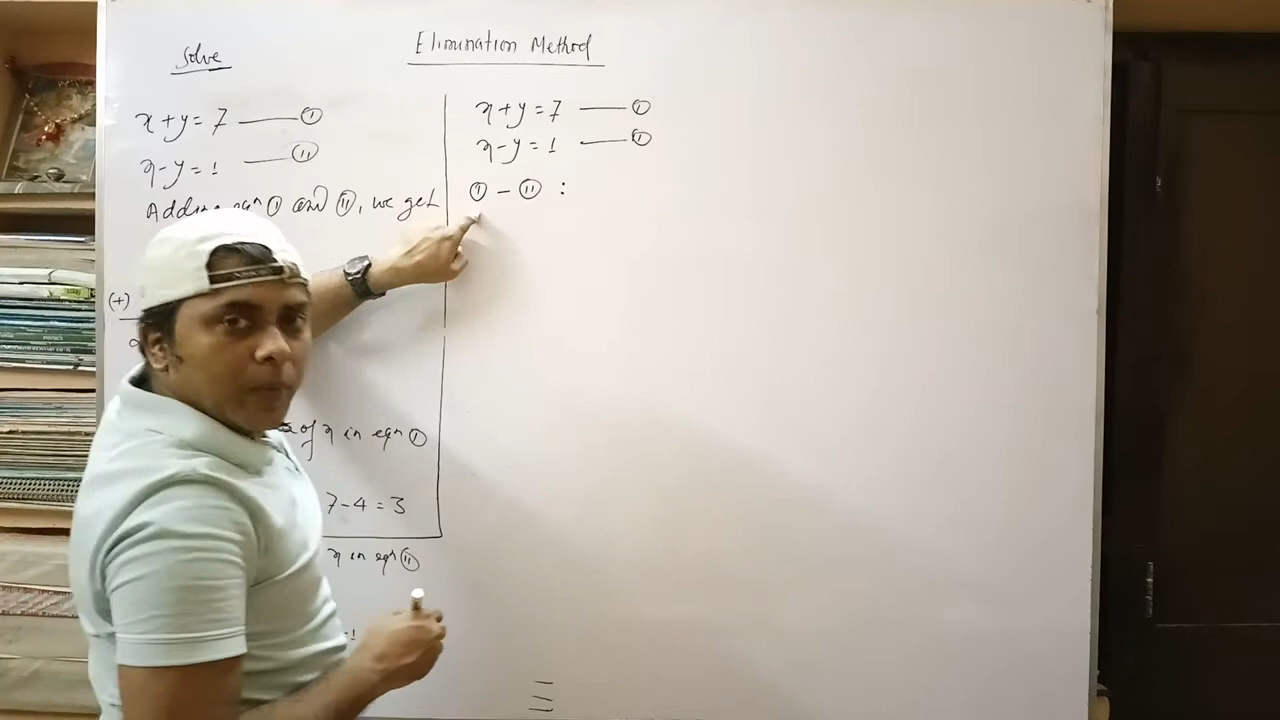 Elimination Method
Solve
x + y = 7 —— (I)
x - y = 1 —— (II)
Adding eqn (I) and (II), we get
(+)
of x in eqn (I)
7 - 4 = 3
x in eqn (II)
x + y = 7 —— (I)
x - y = 1 —— (I)
(I) - (II) :